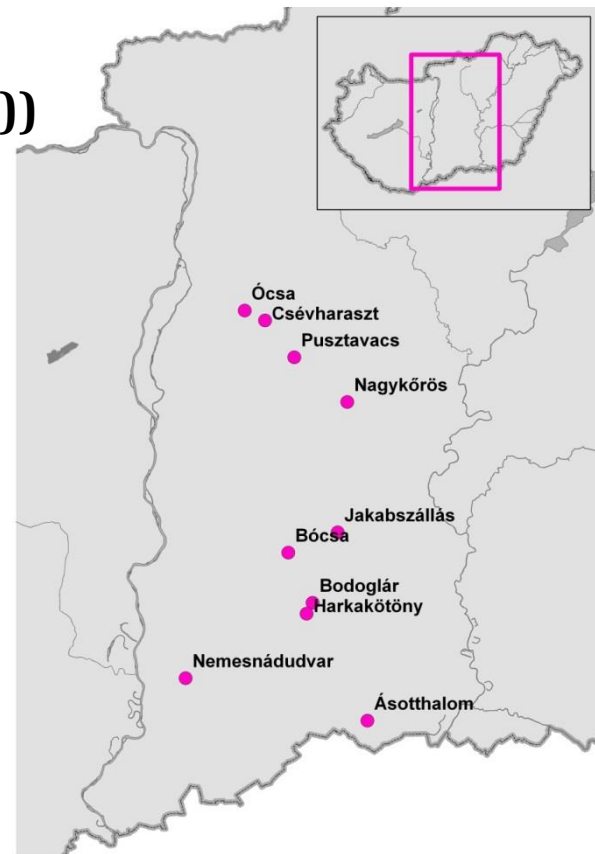 ))
Ócsa
Csévharaszt
Pusztavacs
Nagykőrös
Jakabszállás
Bócsa
Bodoglár
Harkakötöny
Nemesnádudvar
Ásotthalom